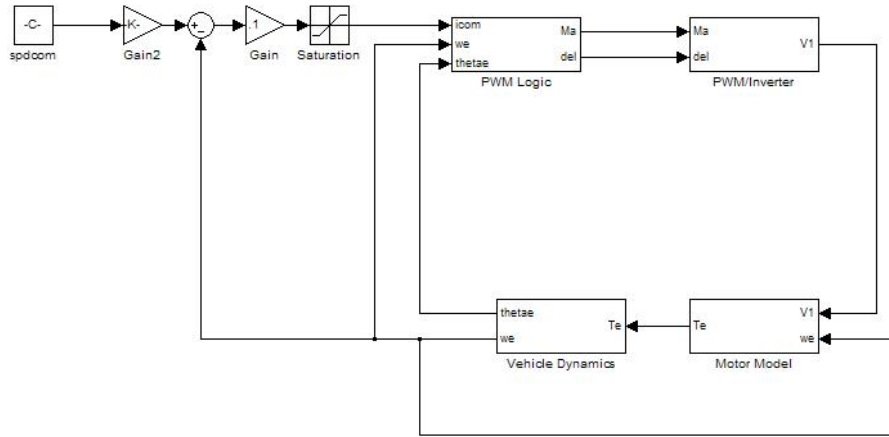 -C-
spdcom
K-
Gain2
+
−
.1
Gain
Saturation
icom
we
thetae
Ma
del
PWM Logic
Ma
del
V1
PWM/Inverter
thetae
we
Te
Vehicle Dynamics
Te
V1
we
Motor Model